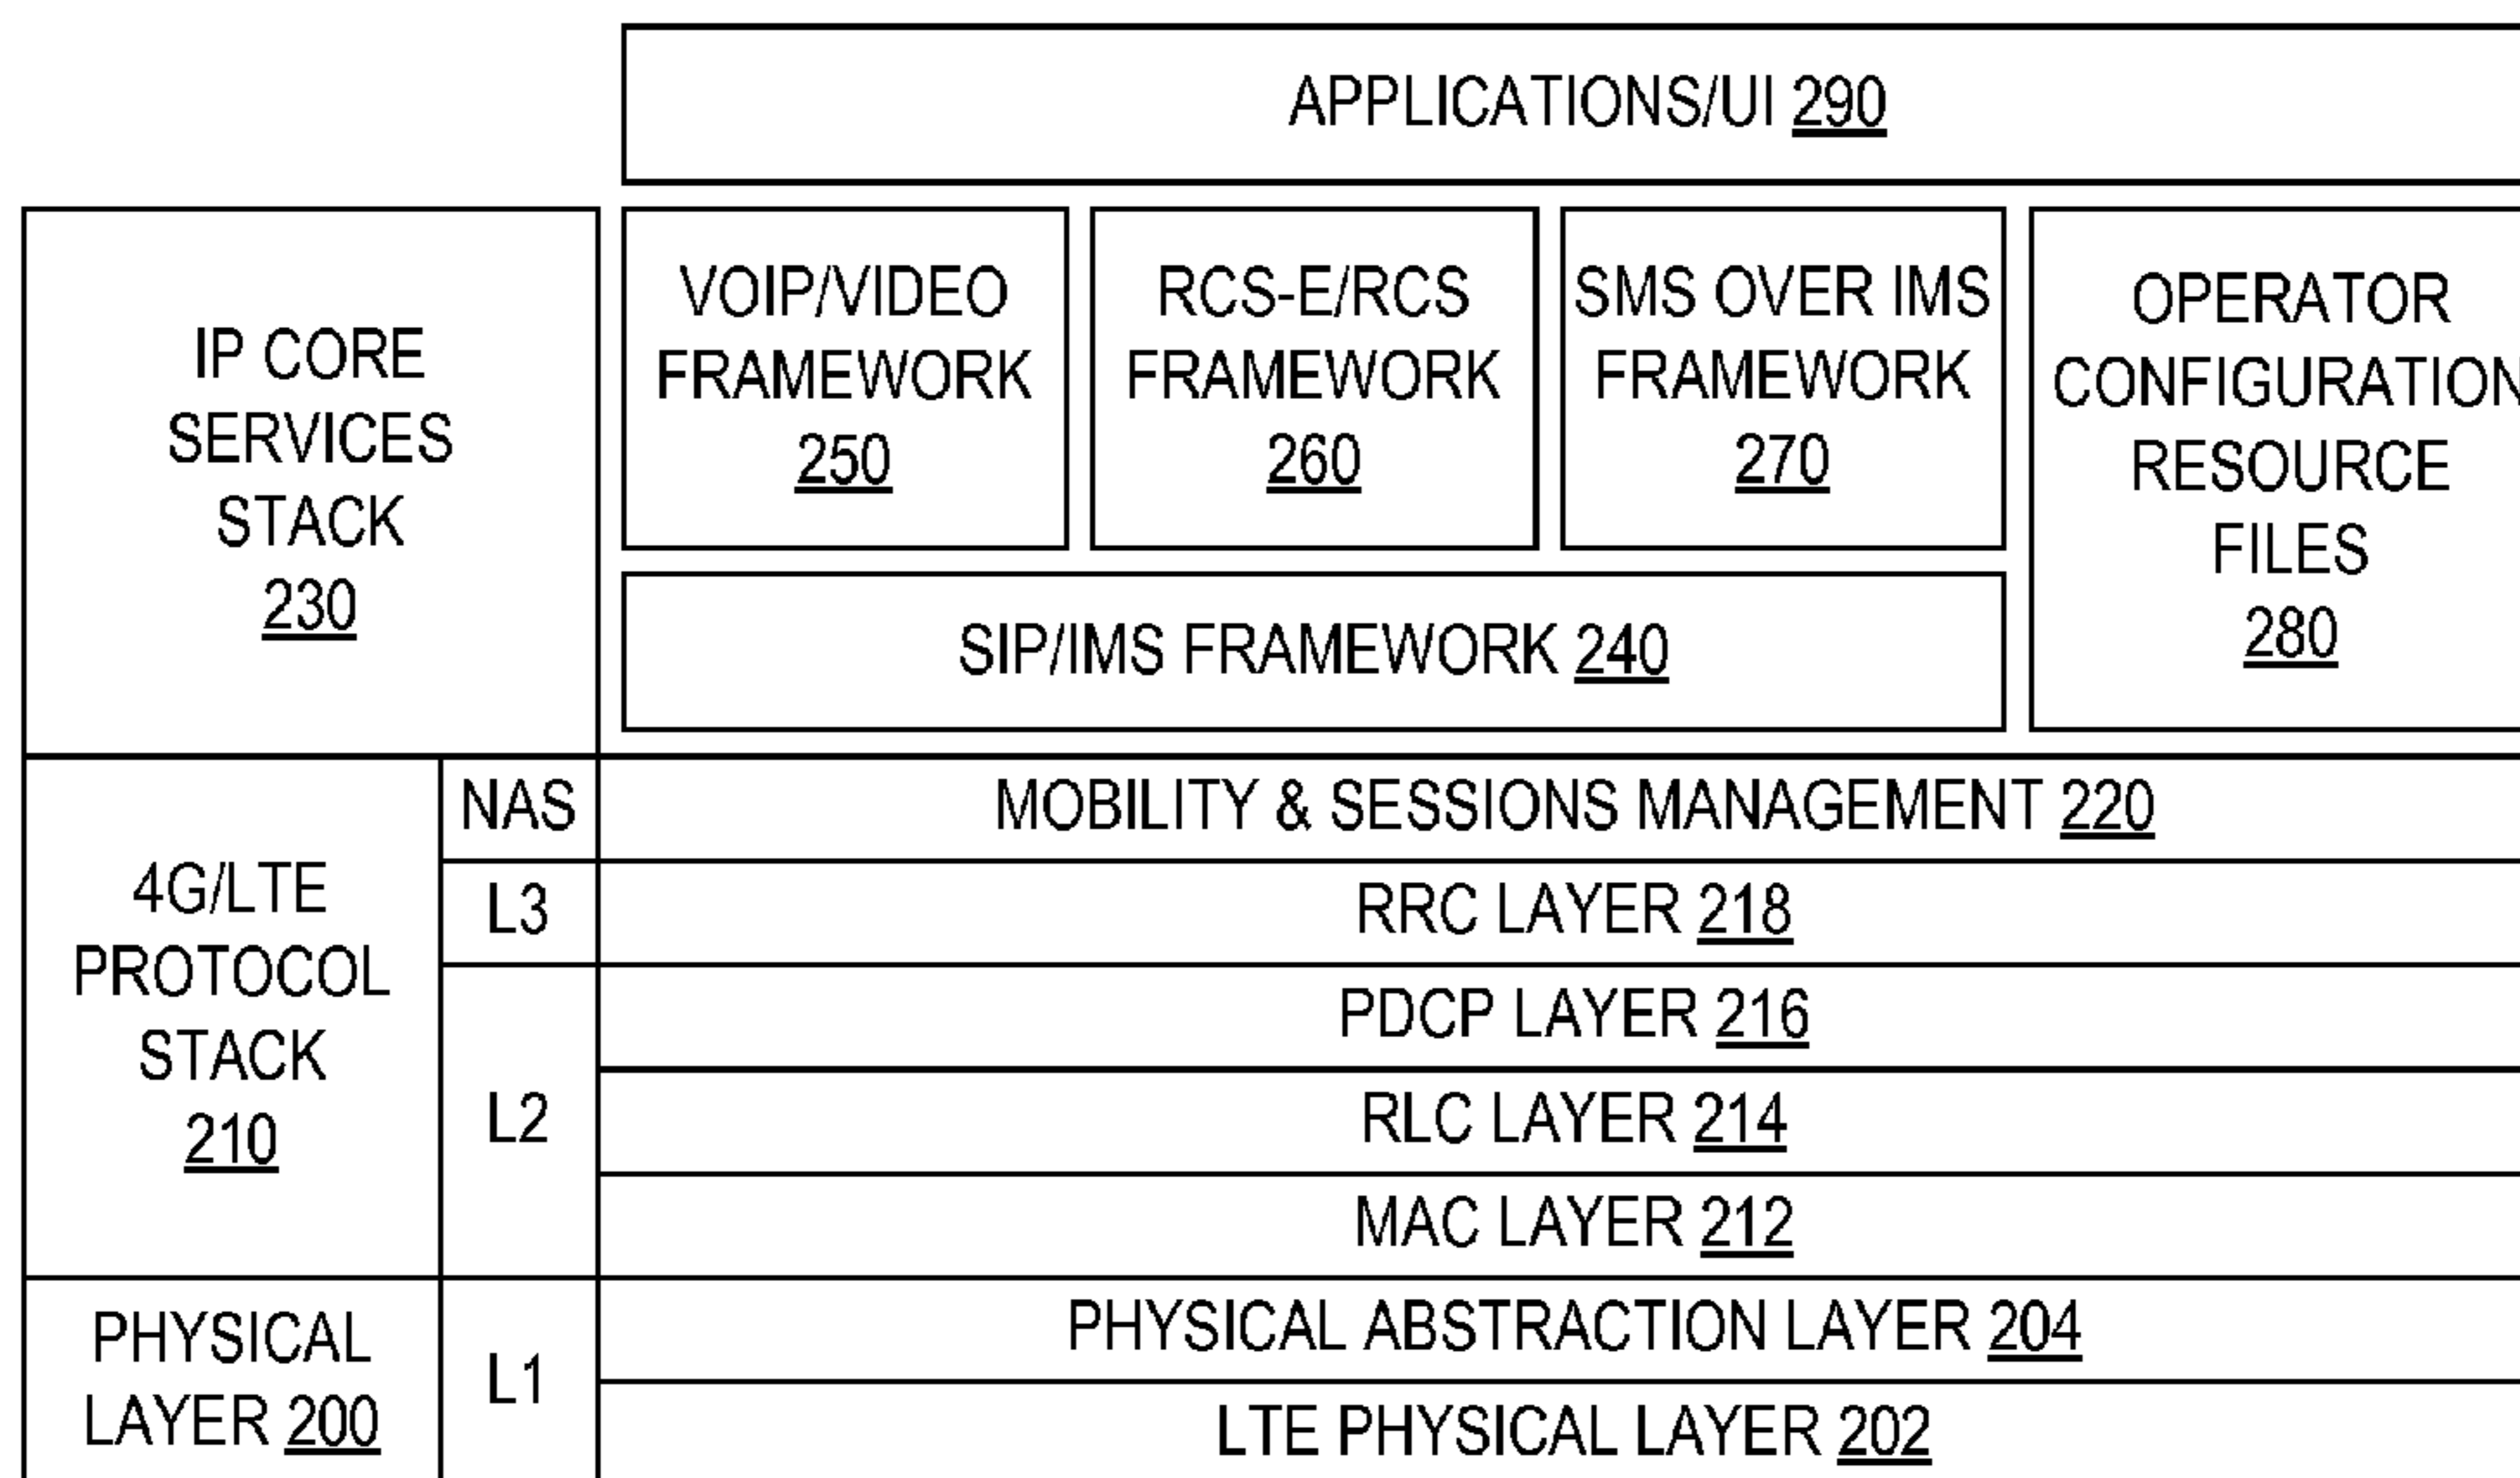 APPLICATIONS/UI 290
IP CORE
SERVICES
STACK
230
VOIP/VIDEO
FRAMEWORK
250
RCS-E/RCS
FRAMEWORK
260
SMS OVER IMS
FRAMEWORK
270
OPERATOR
CONFIGURATION
RESOURCE
FILES
280
SIP/IMS FRAMEWORK 240
4G/LTE
PROTOCOL
STACK
210
NAS
MOBILITY & SESSIONS MANAGEMENT 220
L3
RRC LAYER 218
L2
PDCP LAYER 216
RLC LAYER 214
MAC LAYER 212
PHYSICAL
LAYER 200
L1
PHYSICAL ABSTRACTION LAYER 204
LTE PHYSICAL LAYER 202